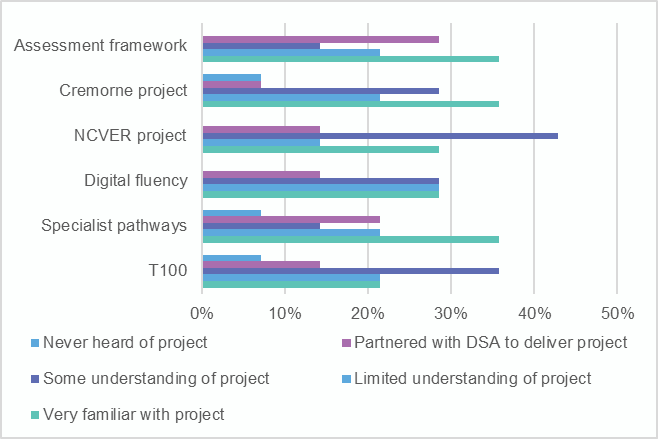 Assessment framework
Cremorne project
NCVER project
Digital fluency
Specialist pathways
T100
0% 10% 20% 30% 40% 50%
Never heard of project Partnered with DSA to deliver project
Some understanding of project Limited understanding of project
Very familiar with project